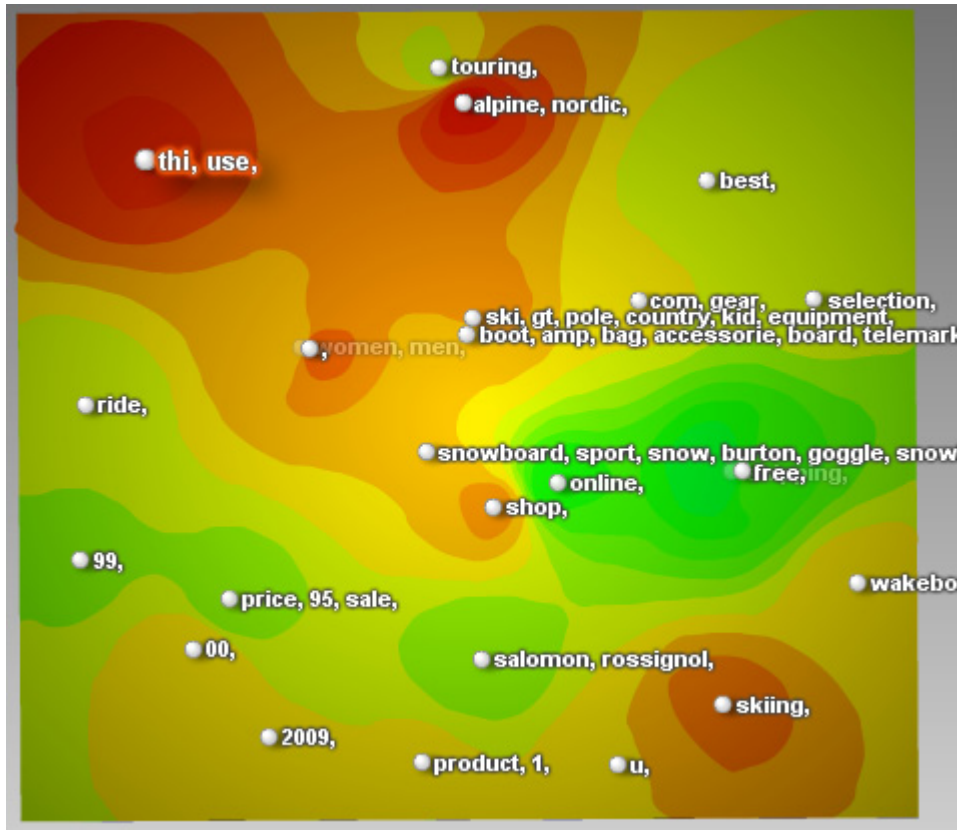 touring,
alpine, nordic,
thi, use,
best,
com, gear,
selection,
ski, gt, pole, country, kid, equipment,
boot, amp, bag, accessorie, board, telemark
, women, men,
ride,
snowboard, sport, snow, burton, goggle, snow
free,
online,
shop,
99,
wakebo
price, 95, sale,
00,
salomon, rossignol,
skiing,
2009,
product, 1,
u,